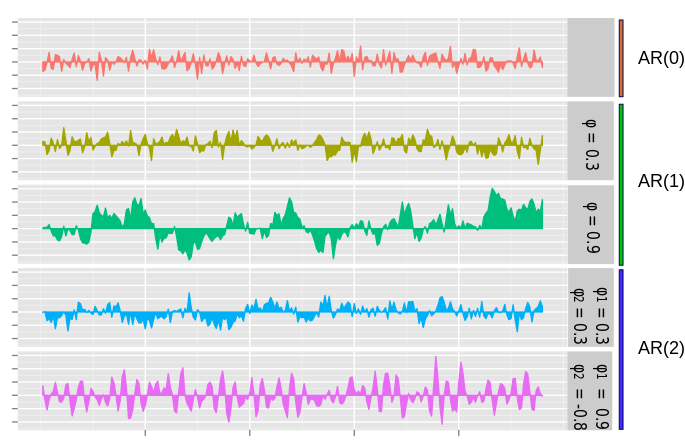 AR(0)
φ = 0.3
AR(1)
φ = 0.9
φ1 = 0.3
φ2 = 0.3
AR(2)
φ1 = 0.9
φ2 = -0.8